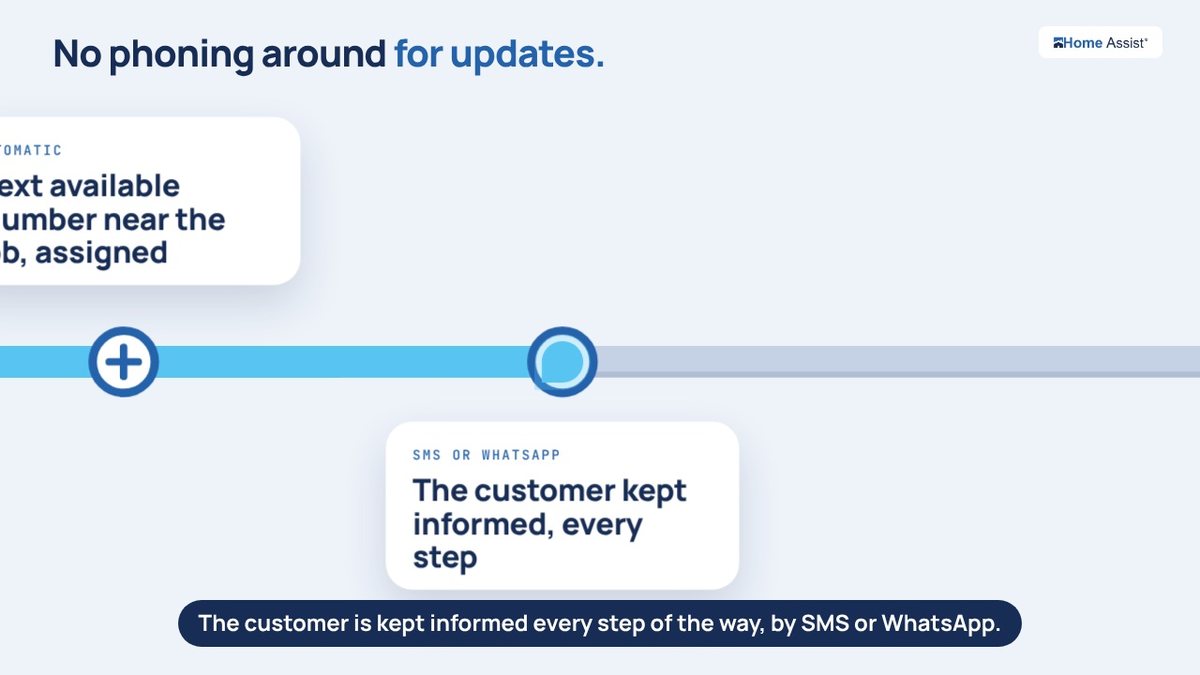 No phoning around for updates.
Home Assist
available
near the
assigned
SMS OR WHATSAPP
The customer kept
informed, every
step
The customer is kept informed every step of the way, by SMS or WhatsApp.